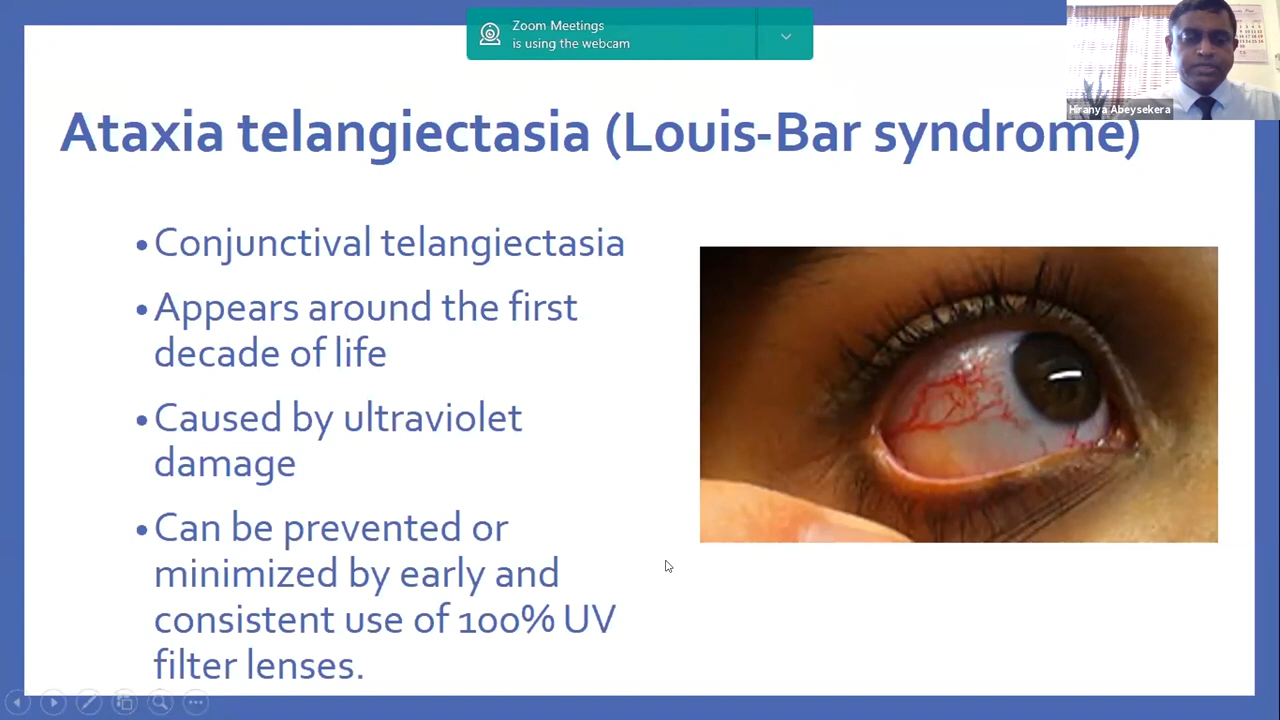 Zoom Meetings
is using the webcam
Hiranya Abeysekera
Ataxia telangiectasia (Louis-Bar syndrome)
• Conjunctival telangiectasia
• Appears around the first
decade of life
• Caused by ultraviolet
damage
• Can be prevented or
minimized by early and
consistent use of 100% UV
filter lenses.